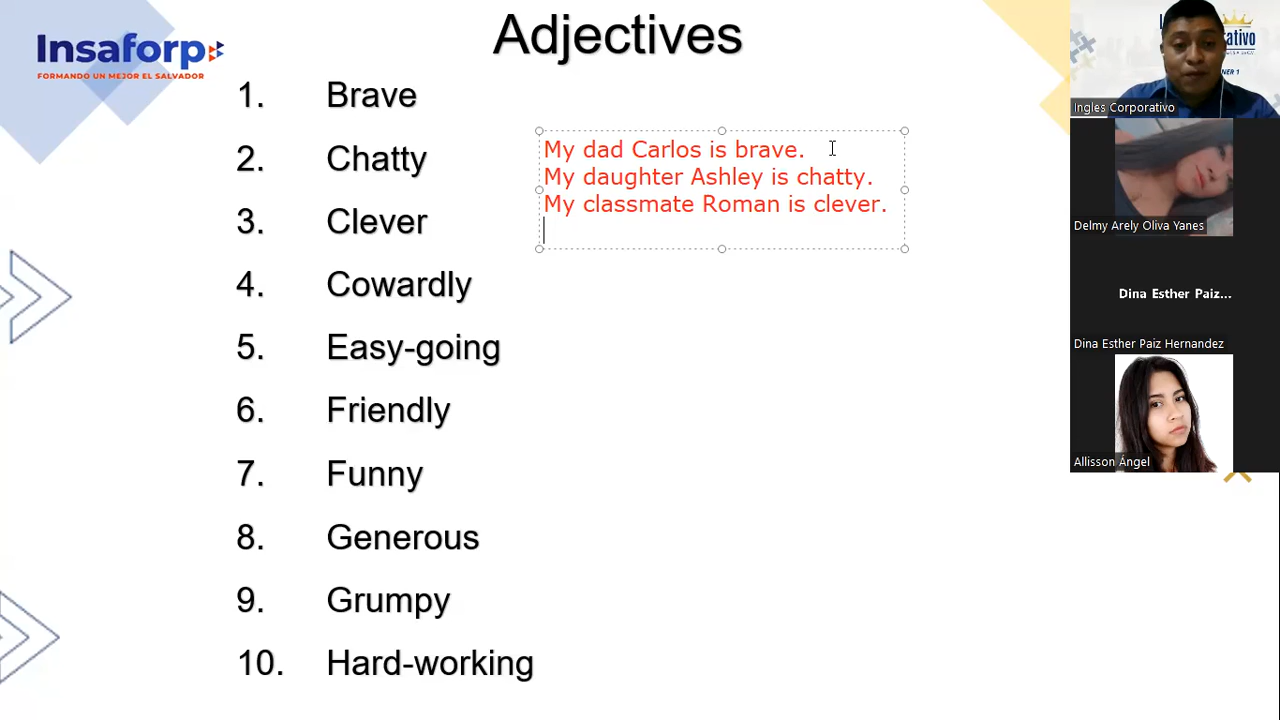 Adjectives
Insaforp
FORMANDO UN MEJOR EL SALVADOR
1. Brave
2. Chatty
3. Clever
4. Cowardly
5. Easy-going
6. Friendly
7. Funny
8. Generous
9. Grumpy
10. Hard-working
My dad Carlos is brave.
My daughter Ashley is chatty.
My classmate Roman is clever.
Ingles Corporativo
Delmy Arely Oliva Yanes
Dina Esther Paiz...
Dina Esther Paiz Hernandez
Allisson Ángel